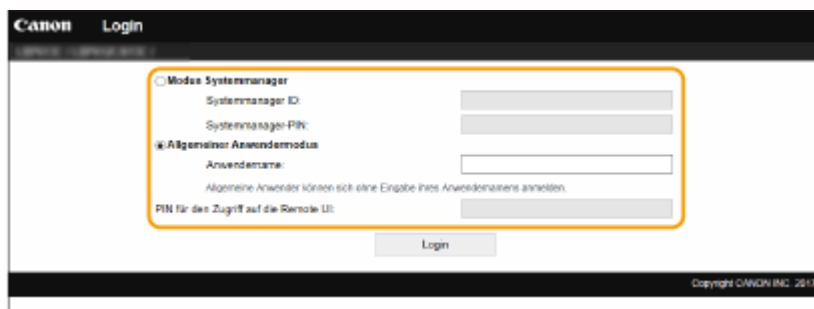 Canon Login
Modus Systemmanager
Systemmanager ID:
Systemmanager-PIN:
Allgemeiner Anwendermodus
Anwendername:
Allgemeine Anwender können sich ohne Eingabe ihres Anwendernamens anmelden.
PIN für den Zugriff auf die Remote UI:
Login
Copyright CANON INC. 2017